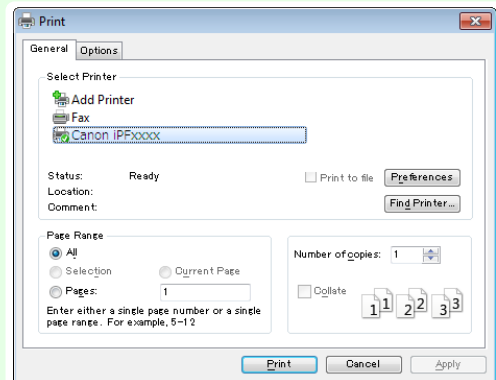 Print
General Options
Select Printer
Add Printer
Fax
Canon iPFxxxx
Status: Ready Print to file Preferences
Location:
Comment: Find Printer...
Page Range
All
Selection Current Page
Pages: 1
Enter either a single page number or a single
page range. For example, 5-12
Number of copies: 1
Collate
1 1 2 2 3 3
Print Cancel Apply